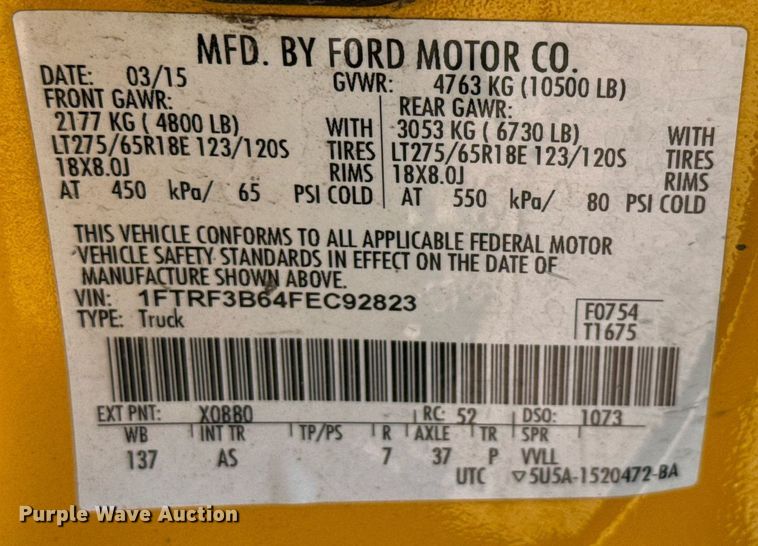 MFD. BY FORD MOTOR CO.
DATE: 03/15 GVWR: 4763 KG (10500 LB)
FRONT GAWR: REAR GAWR:
2177 KG ( 4800 LB) WITH 3053 KG ( 6730 LB) WITH
LT275/65R18E 123/120S TIRES LT275/65R18E 123/120S TIRES
18X8.0J RIMS 18X8.0J RIMS
AT 450 kPa/ 65 PSI COLD AT 550 kPa/ 80 PSI COLD
THIS VEHICLE CONFORMS TO ALL APPLICABLE FEDERAL MOTOR
VEHICLE SAFETY STANDARDS IN EFFECT ON THE DATE OF
MANUFACTURE SHOWN ABOVE.
VIN: 1FTRF3B64FEC92823 F0754
TYPE: Truck T1675
EXT PNT: X0880 RC: 52 DSO: 1073
WB INT TR TP/PS R AXLE TR SPR
137 AS 7 37 P VVLL
UTC ▽5U5A-1520472-BA
Purple Wave Auction